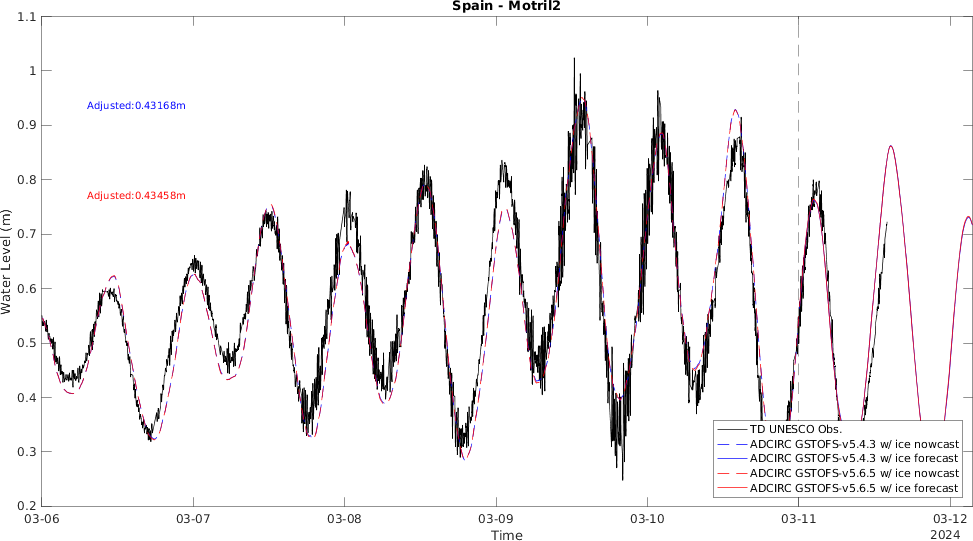 Spain - Motril2
1.1
1
0.9
0.8
0.7
0.6
0.5
0.4
0.3
0.2
Water Level (m)
Adjusted:0.43168m
Adjusted:0.43458m
TD UNESCO Obs.
ADCIRC GSTOFS-v5.4.3 w/ ice nowcast
ADCIRC GSTOFS-v5.4.3 w/ ice forecast
ADCIRC GSTOFS-v5.6.5 w/ ice nowcast
ADCIRC GSTOFS-v5.6.5 w/ ice forecast
03-06 03-07 03-08 03-09 03-10 03-11 03-12
Time
2024